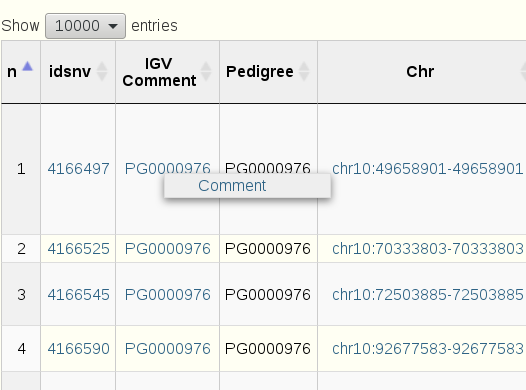 Show 10000 entries
n idsnv IGV Comment Pedigree Chr
1 4166497 PG0000976 PG0000976 chr10:49658901-49658901
Comment
2 4166525 PG0000976 PG0000976 chr10:70333803-70333803
3 4166545 PG0000976 PG0000976 chr10:72503885-72503885
4 4166590 PG0000976 PG0000976 chr10:92677583-92677583